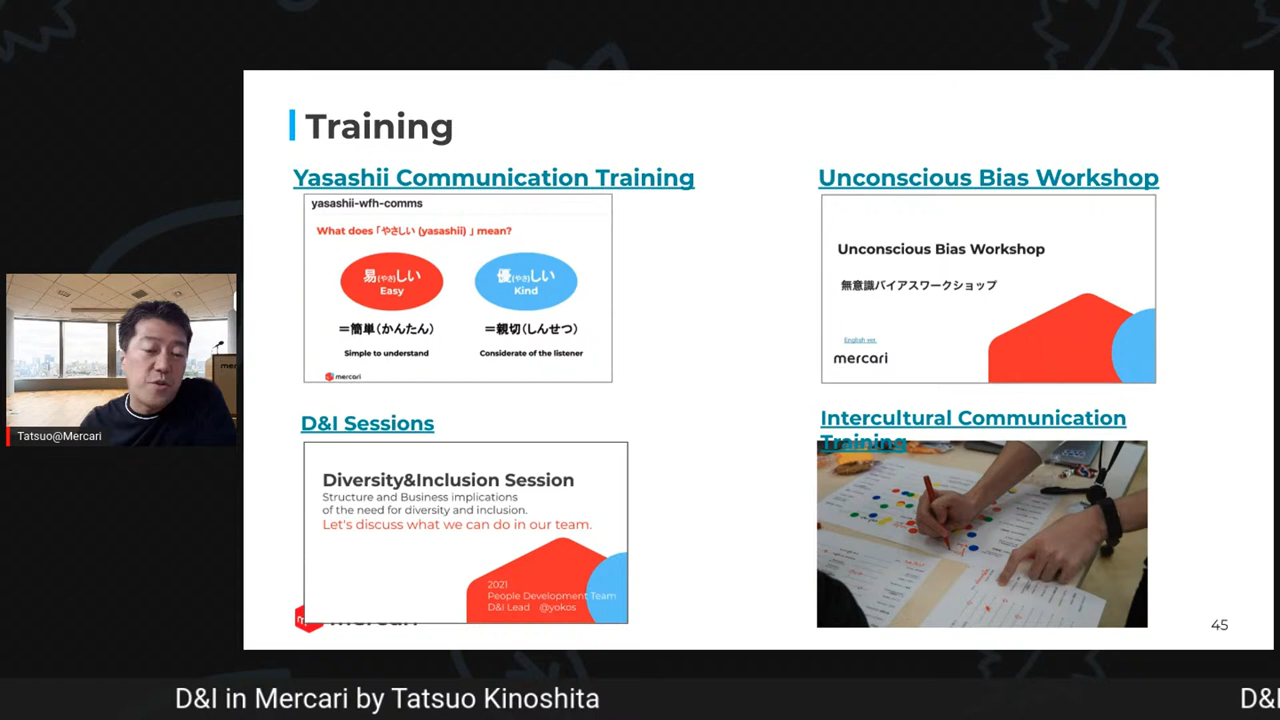 Training
Yasashii Communication Training
yasashii-wfh-comms
What does「やさしい (yasashii) 」mean?
易(やさ)しい
Easy
優(やさ)しい
Kind
＝簡単（かんたん）
＝親切（しんせつ）
Simple to understand
Considerate of the listener
mercari
Unconscious Bias Workshop
Unconscious Bias Workshop
無意識バイアスワークショップ
English ver.
mercari
D&I Sessions
Diversity&Inclusion Session
Structure and Business implications
of the need for diversity and inclusion.
Let's discuss what we can do in our team.
2021
People Development Team
D&I Lead @yokos
mercari
Intercultural Communication
Training
45
Tatsuo@Mercari
D&I in Mercari by Tatsuo Kinoshita
D&I